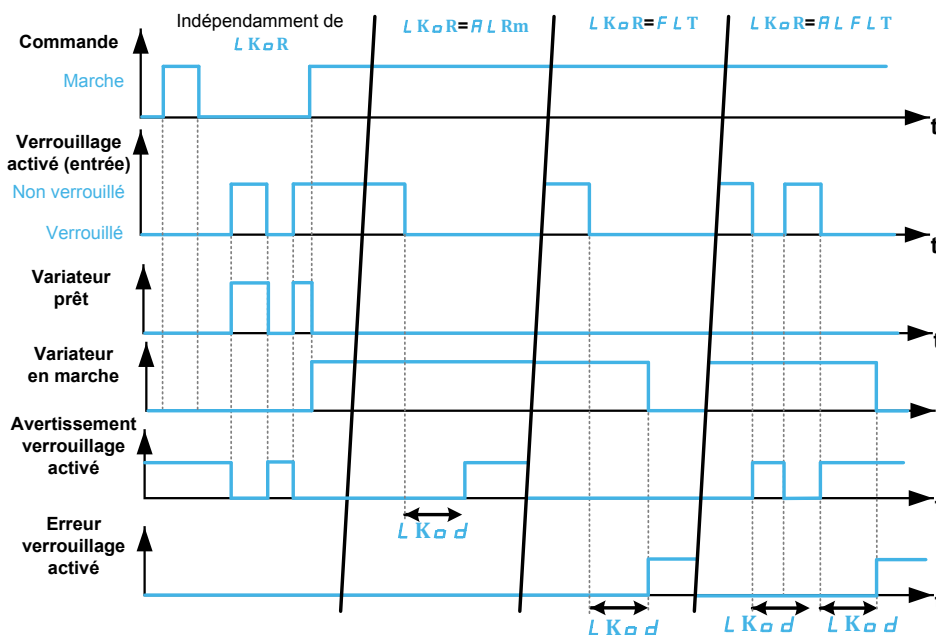 Indépendamment de
LKoR
LKoR=ALRm
LKoR=FLT
LKoR=ALFLT
Commande
Marche
t
Verrouillage
activé (entrée)
Non verrouillé
Verrouillé
t
Variateur
prêt
t
Variateur
en marche
Avertissement
verrouillage
activé
LKod
Erreur
verrouillage
activé
LKod
LKod
LKod